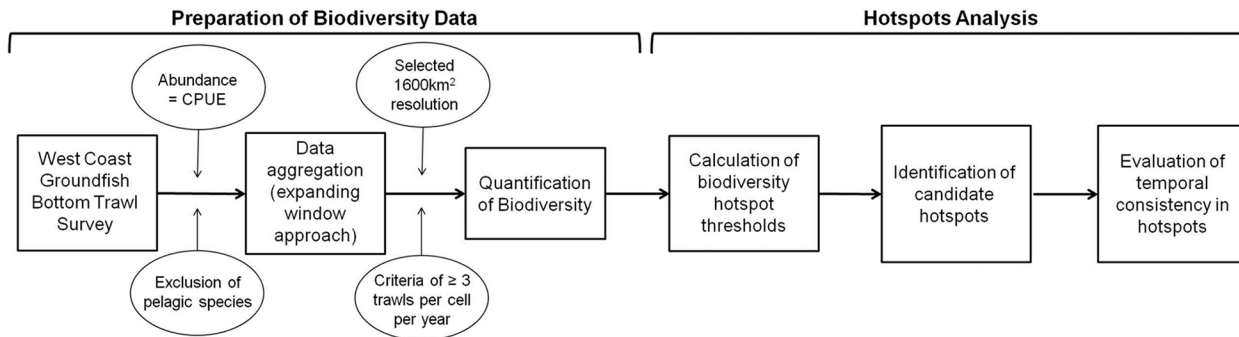 Preparation of Biodiversity Data
Hotspots Analysis
Abundance
= CPUE
Selected
1600km²
resolution
West Coast
Groundfish
Bottom Trawl
Survey
Data
aggregation
(expanding
window
approach)
Quantification
of Biodiversity
Calculation of
biodiversity
hotspot
thresholds
Identification of
candidate
hotspots
Evaluation of
temporal
consistency in
hotspots
Exclusion of
pelagic species
Criteria of ≥ 3
trawls per cell
per year